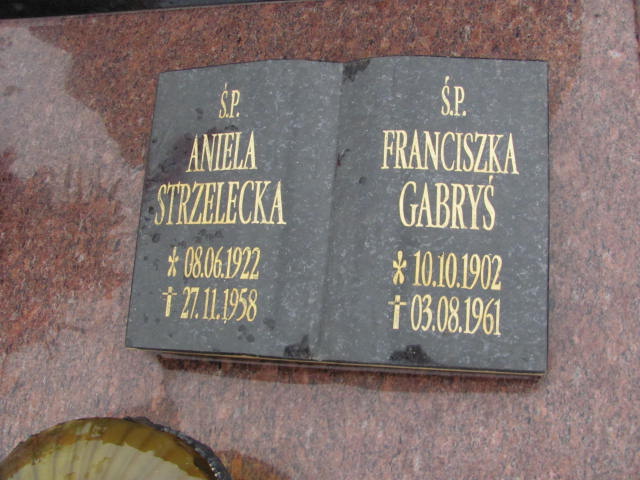 Ś.P.
ANIELA
STRZELECKA
* 08.06.1922
† 27.11.1958
Ś.P.
FRANCISZKA
GABRYŚ
* 10.10.1902
† 03.08.1961